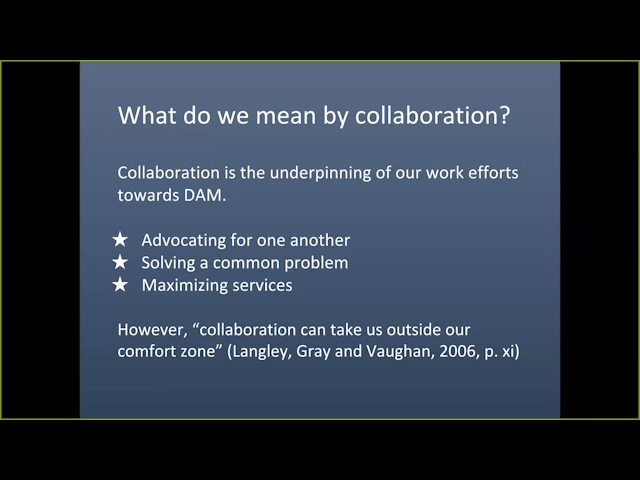 What do we mean by collaboration?
Collaboration is the underpinning of our work efforts
towards DAM.
★ Advocating for one another
★ Solving a common problem
★ Maximizing services
However, “collaboration can take us outside our
comfort zone” (Langley, Gray and Vaughan, 2006, p. xi)